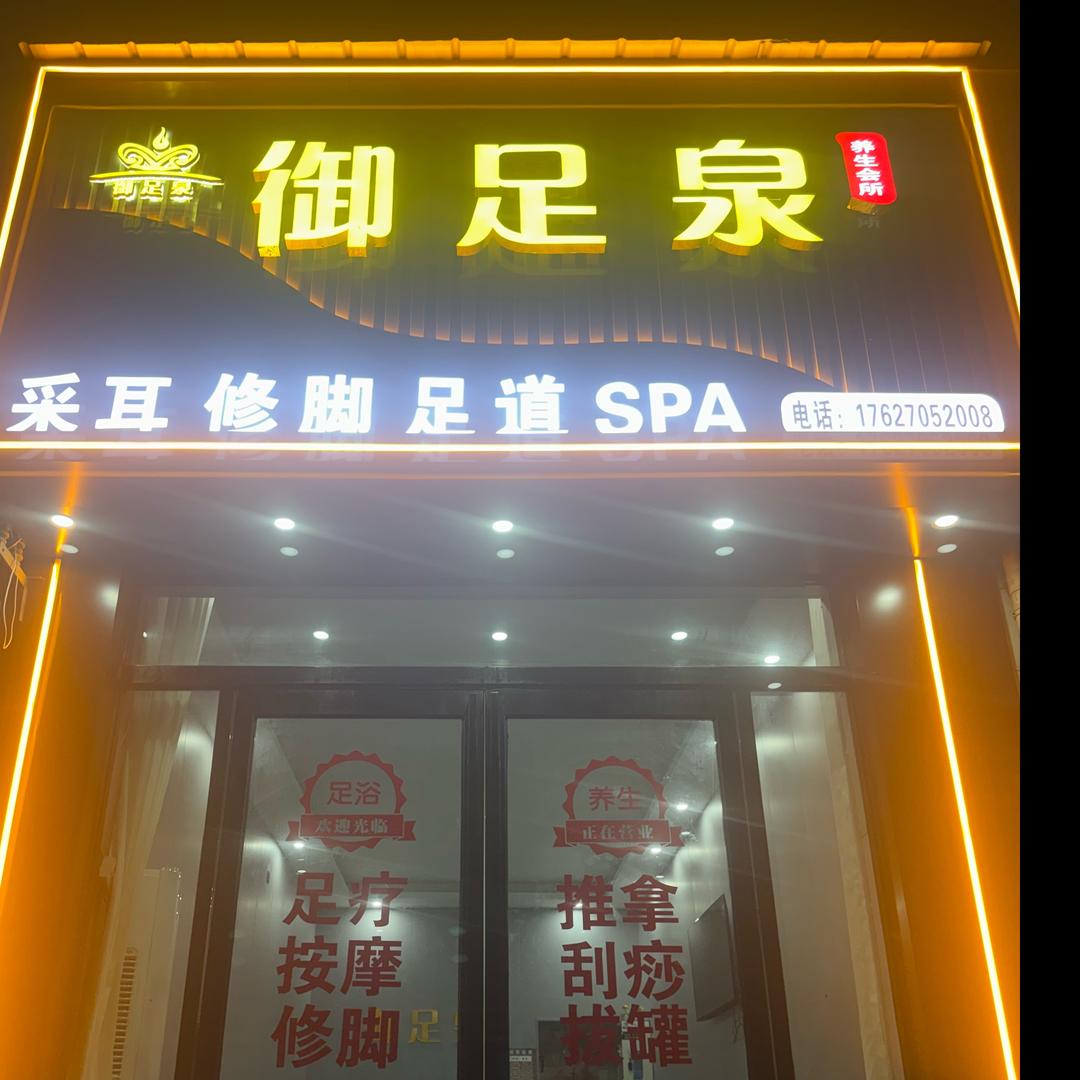 御足泉
御足泉
养生会所
采耳 修脚 足道 SPA
电话：17627052008
足浴
欢迎光临
足疗
按摩
修脚
养生
正在营业
推拿
刮痧
拔罐